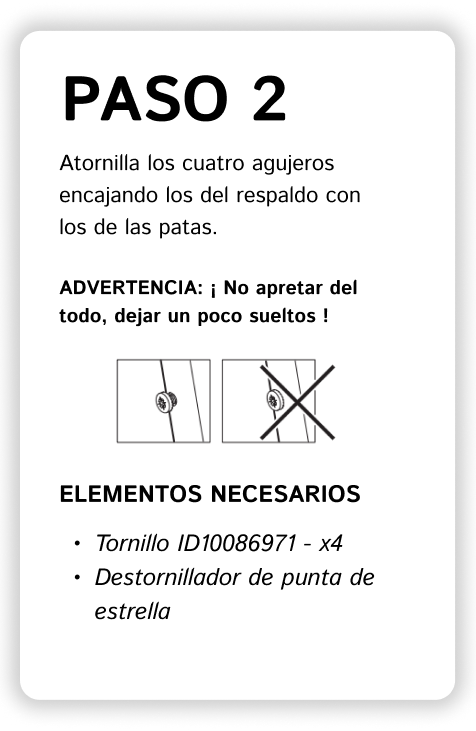 PASO 2
Atornilla los cuatro agujeros
encajando los del respaldo con
los de las patas.
ADVERTENCIA: ¡ No apretar del
todo, dejar un poco sueltos !
ELEMENTOS NECESARIOS
• Tornillo ID10086971 - x4
• Destornillador de punta de
estrella